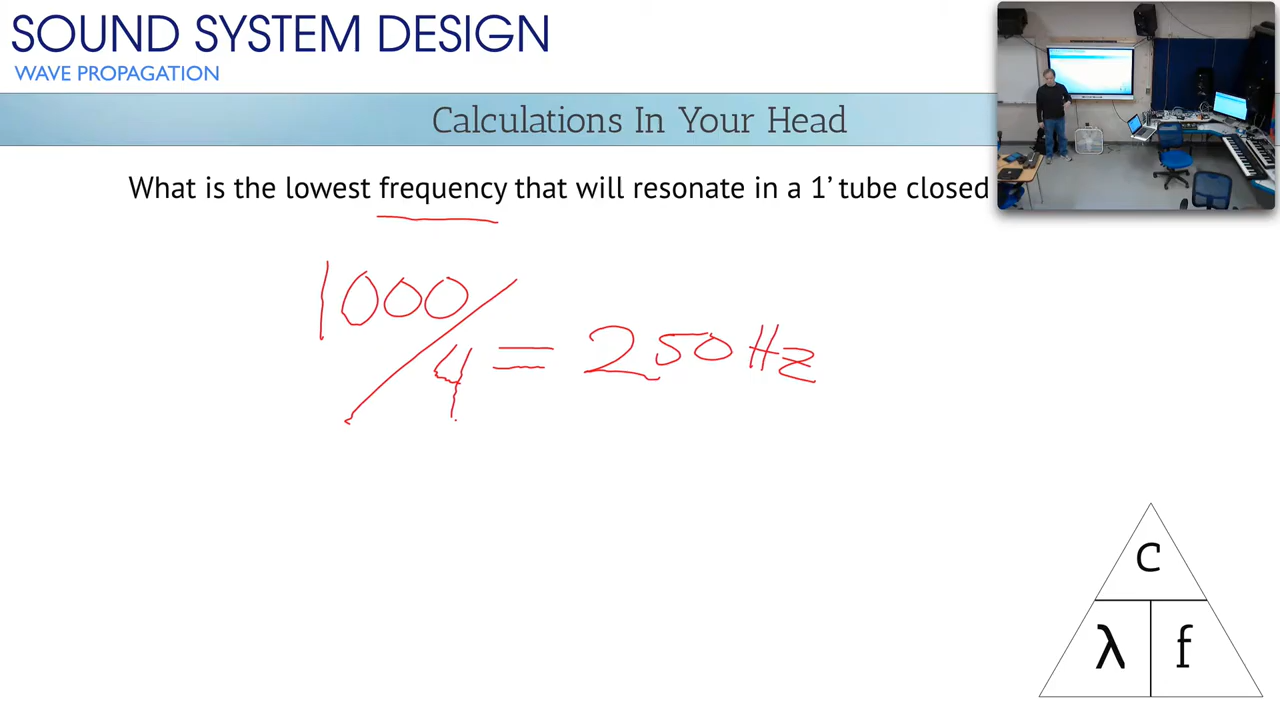 SOUND SYSTEM DESIGN
WAVE PROPAGATION
Calculations In Your Head
What is the lowest frequency that will resonate in a 1’ tube closed
1000/4 = 250 Hz
c
λ f